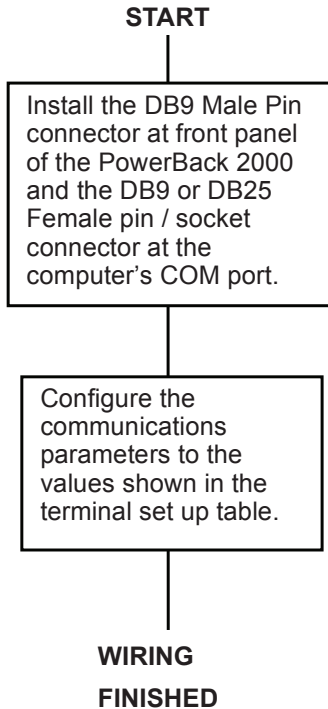 START
Install the DB9 Male Pin
connector at front panel
of the PowerBack 2000
and the DB9 or DB25
Female pin / socket
connector at the
computer's COM port.
Configure the
communications
parameters to the
values shown in the
terminal set up table.
WIRING
FINISHED